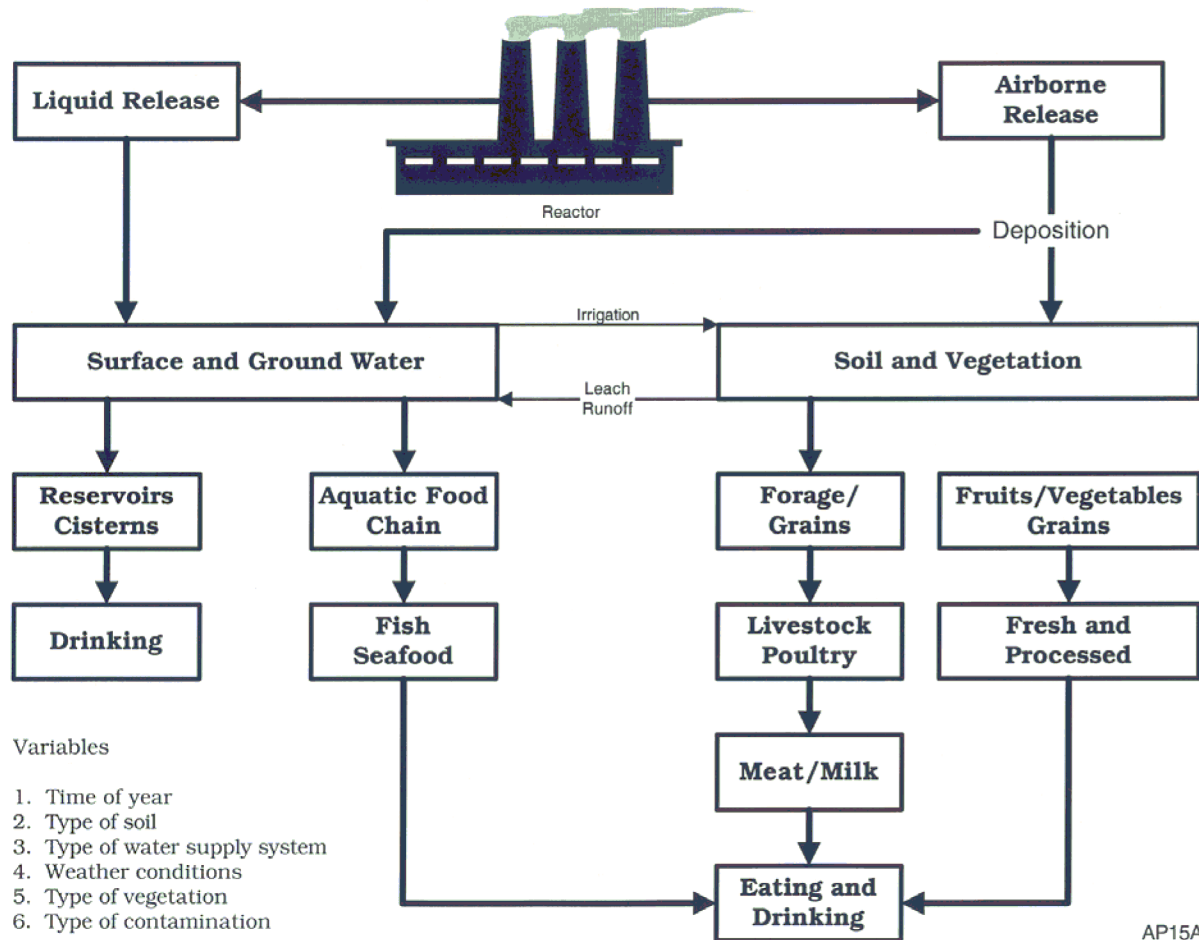 Liquid Release
Airborne
Release
Reactor
Deposition
Irrigation
Surface and Ground Water
Soil and Vegetation
Leach
Runoff
Reservoirs
Cisterns
Aquatic Food
Chain
Forage/
Grains
Fruits/Vegetables
Grains
Drinking
Fish
Seafood
Livestock
Poultry
Fresh and
Processed
Meat/Milk
Eating and
Drinking
Variables
1. Time of year
2. Type of soil
3. Type of water supply system
4. Weather conditions
5. Type of vegetation
6. Type of contamination
AP15A